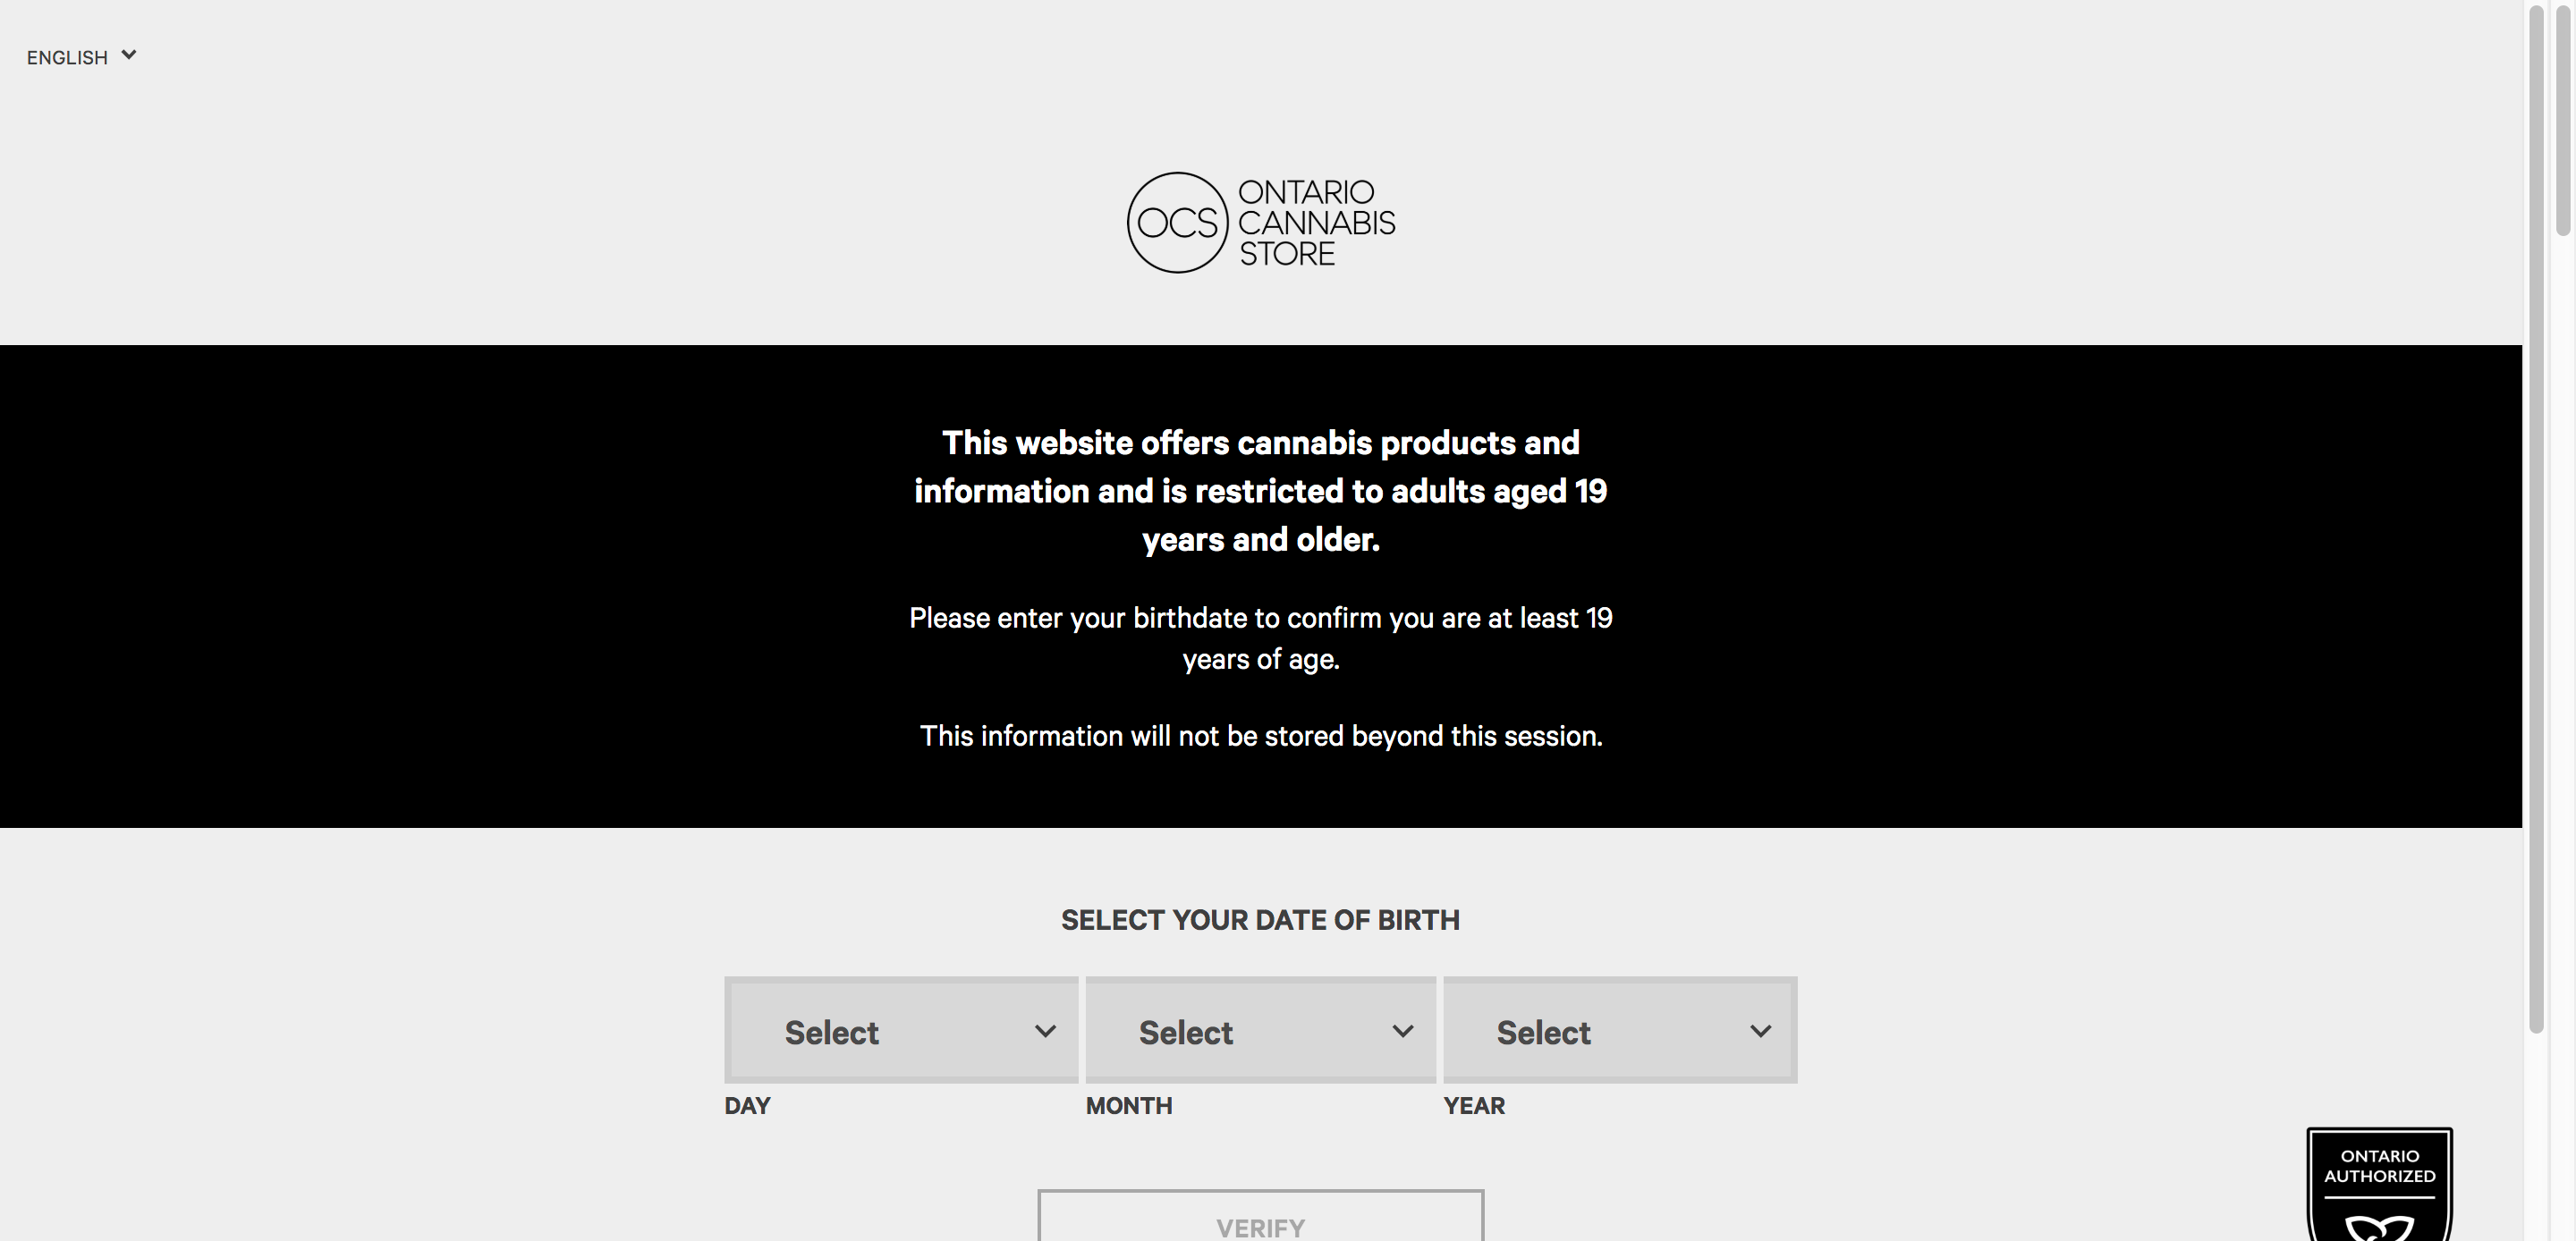 ENGLISH
OCS
ONTARIO
CANNABIS
STORE
This website offers cannabis products and
information and is restricted to adults aged 19
years and older.
Please enter your birthdate to confirm you are at least 19
years of age.
This information will not be stored beyond this session.
SELECT YOUR DATE OF BIRTH
Select Select Select
DAY MONTH YEAR
VERIFY
ONTARIO
AUTHORIZED